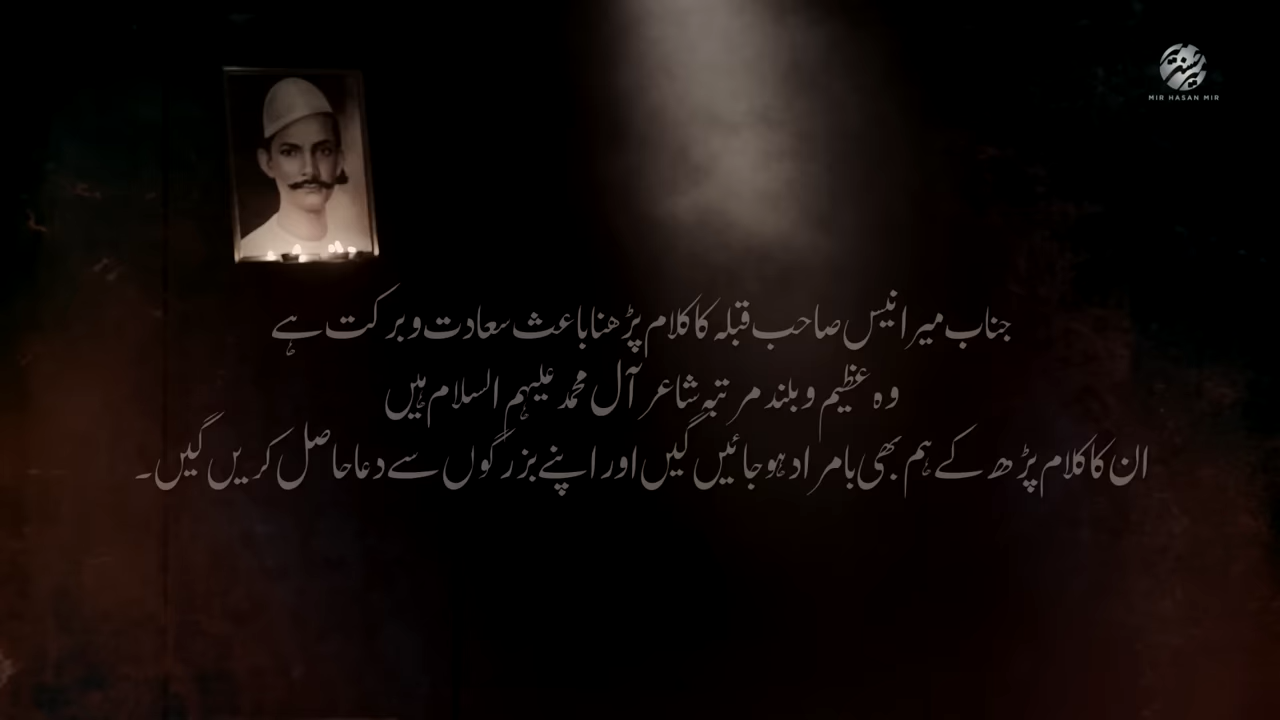 MIR HASAN MIR
جناب میر انیس صاحب قبلہ کا کلام پڑھنا باعث سعادت و برکت ہے
وہ عظیم و بلند مرتبہ شاعر آل محمد علیہم السلام ہیں
ان کا کلام پڑھ کے ہم بھی بامراد ہو جائیں گیں اور اپنے بزرگوں سے دعا حاصل کریں گیں۔